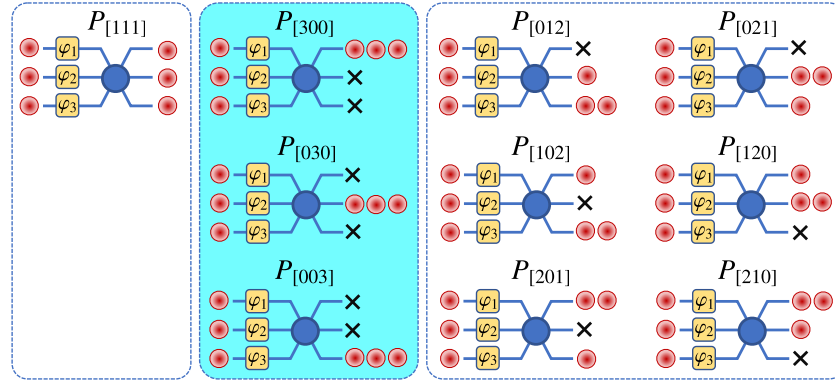 P[111] P[300] P[012] P[021]
φ1 φ1 φ1 φ1
φ2 φ2 φ2 φ2
φ3 φ3 φ3 φ3
P[030] P[102] P[120]
φ1 φ1 φ1
φ2 φ2 φ2
φ3 φ3 φ3
P[003] P[201] P[210]
φ1 φ1 φ1
φ2 φ2 φ2
φ3 φ3 φ3